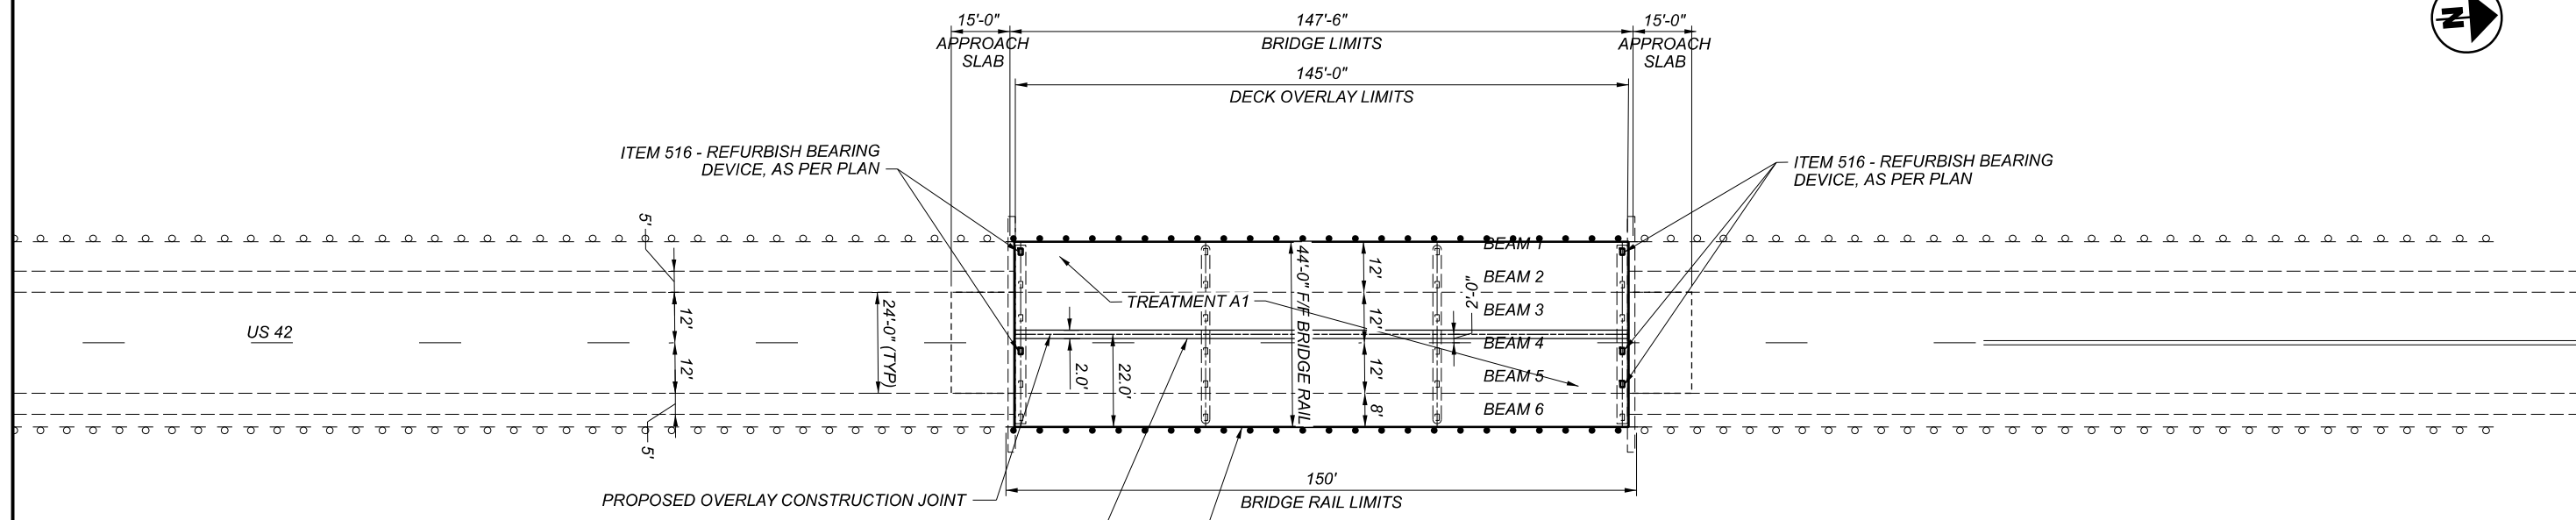 15'-0"
147'-6"
15'-0"
APPROACH
SLAB
BRIDGE LIMITS
APPROACH
SLAB
N
145'-0"
DECK OVERLAY LIMITS
ITEM 516 - REFURBISH BEARING
DEVICE, AS PER PLAN
ITEM 516 - REFURBISH BEARING
DEVICE, AS PER PLAN
5'
12'
12'
5'
US 42
24'-0" (TYP)
TREATMENT A1
2.0'
22.0'
44'-0" F/F BRIDGE RAIL
12'
12'
12'
8'
2'-0"
BEAM 1
BEAM 2
BEAM 3
BEAM 4
BEAM 5
BEAM 6
PROPOSED OVERLAY CONSTRUCTION JOINT
150'
BRIDGE RAIL LIMITS